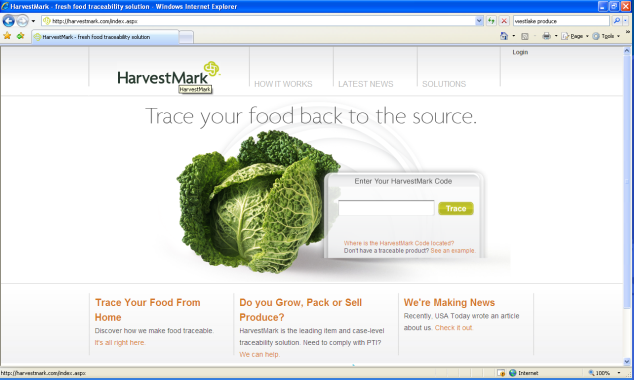 HarvestMark - fresh food traceability solution - Windows Internet Explorer
http://harvestmark.com/index.aspx
westlake produce
HarvestMark - fresh food traceability solution
Page
Tools
Login
HarvestMark
HarvestMark
HOW IT WORKS
LATEST NEWS
SOLUTIONS
Trace your food back to the source.
Enter Your HarvestMark Code
Trace
Where is the HarvestMark Code located?
Don't have a traceable product? See an example.
Trace Your Food From
Home
Discover how we make food traceable.
It's all right here.
Do you Grow, Pack or Sell
Produce?
HarvestMark is the leading item and case-level
traceability solution. Need to comply with PTI?
We can help.
We're Making News
Recently, USA Today wrote an article
about us. Check it out.
http://harvestmark.com/index.aspx
Internet
100%